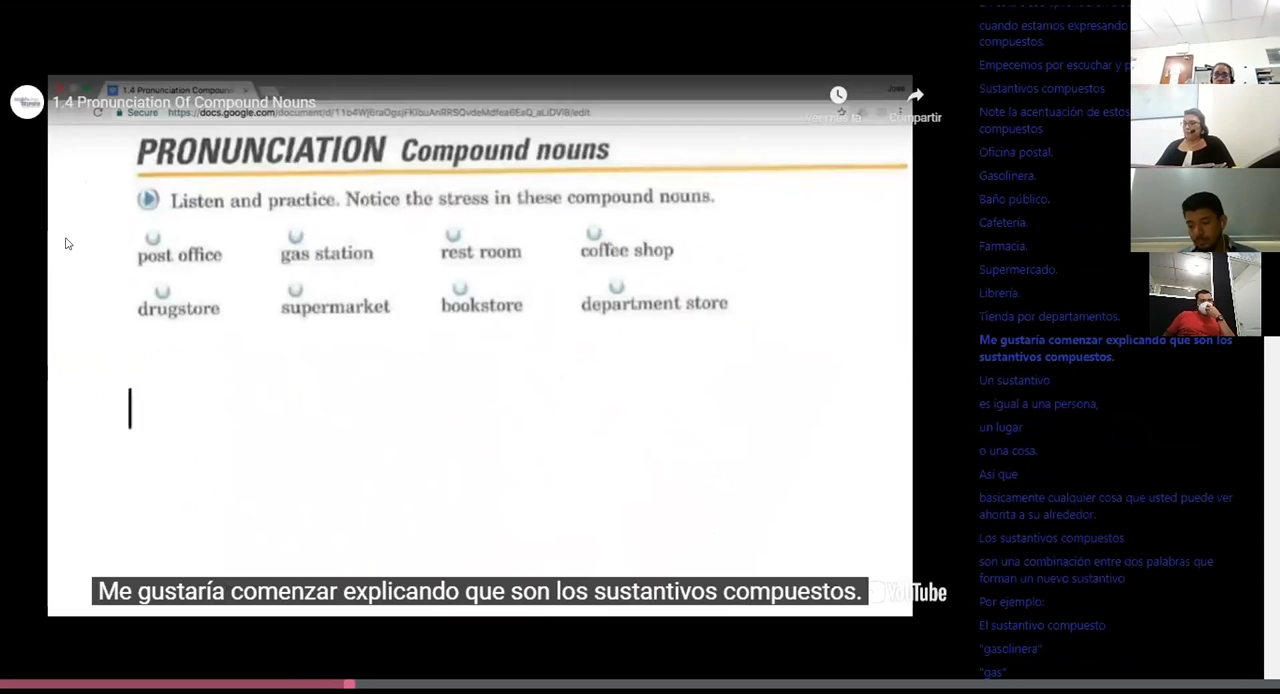 1.4 Pronunciation Compound
1.4 Pronunciation Of Compound Nouns
Secure
Compartir
PRONUNCIATION Compound nouns
Listen and practice. Notice the stress in these compound nouns.
post office gas station rest room coffee shop
drugstore supermarket bookstore department store
Me gustaría comenzar explicando que son los sustantivos compuestos.
YouTube
cuando estamos expresando
compuestos.
Empecemos por escuchar y
Sustantivos compuestos
Note la acentuación de estos
compuestos
Oficina postal.
Gasolinera.
Baño público.
Cafetería.
Farmacia.
Supermercado.
Librería.
Tienda por departamentos.
Me gustaría comenzar explicando que son los
sustantivos compuestos.
Un sustantivo
es igual a una persona,
un lugar
o una cosa.
Así que
basicamente cualquier cosa que usted puede ver
ahorita a su alrededor.
Los sustantivos compuestos
son una combinación entre dos palabras que
forman un nuevo sustantivo
Por ejemplo:
El sustantivo compuesto
"gasolinera"
"gas"